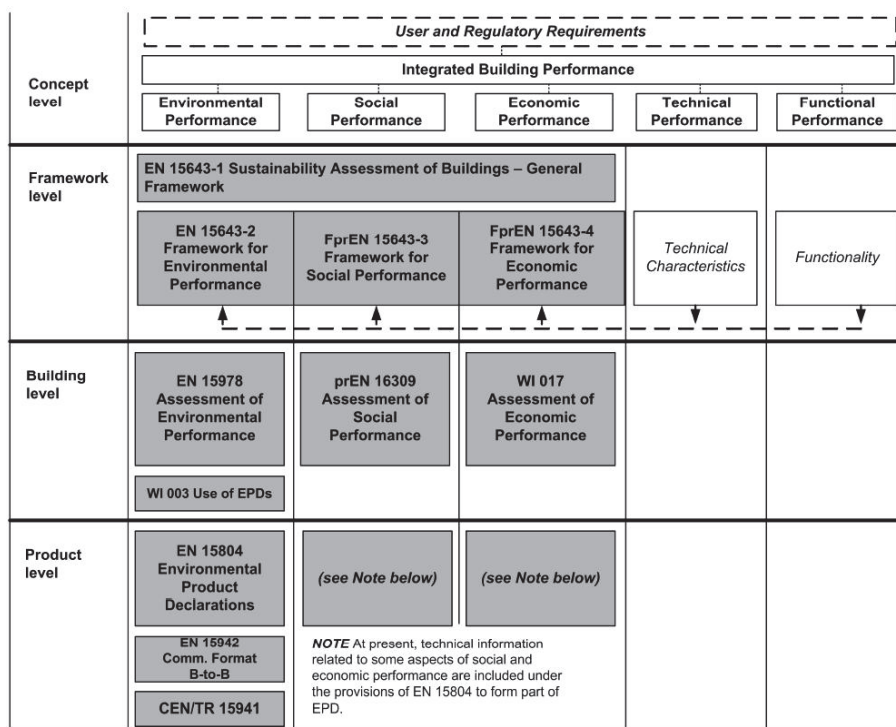 User and Regulatory Requirements
Integrated Building Performance
Concept
level
Environmental
Performance
Social
Performance
Economic
Performance
Technical
Performance
Functional
Performance
Framework
level
EN 15643-1 Sustainability Assessment of Buildings – General
Framework
EN 15643-2
Framework for
Environmental
Performance
FprEN 15643-3
Framework for
Social Performance
FprEN 15643-4
Framework for
Economic
Performance
Technical
Characteristics
Functionality
Building
level
EN 15978
Assessment of
Environmental
Performance
prEN 16309
Assessment of
Social
Performance
WI 017
Assessment of
Economic
Performance
WI 003 Use of EPDs
Product
level
EN 15804
Environmental
Product
Declarations
(see Note below)
(see Note below)
EN 15942
Comm. Format
B-to-B
NOTE At present, technical information
related to some aspects of social and
economic performance are included under
the provisions of EN 15804 to form part of
EPD.
CEN/TR 15941